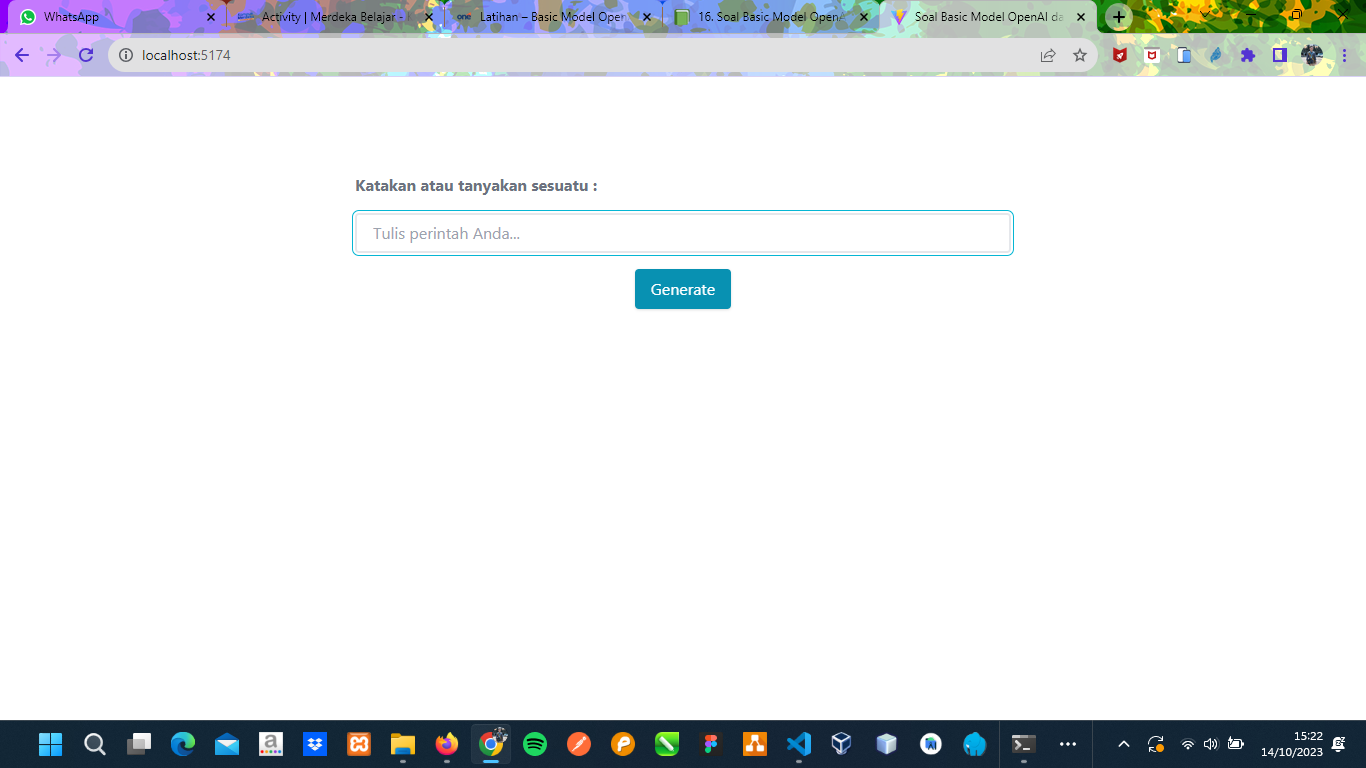 WhatsApp
Activity | Merdeka Belajar -
Latihan – Basic Model Open
16. Soal Basic Model OpenA
Soal Basic Model OpenAI da
localhost:5174
Katakan atau tanyakan sesuatu :
Tulis perintah Anda...
Generate
15:22
14/10/2023